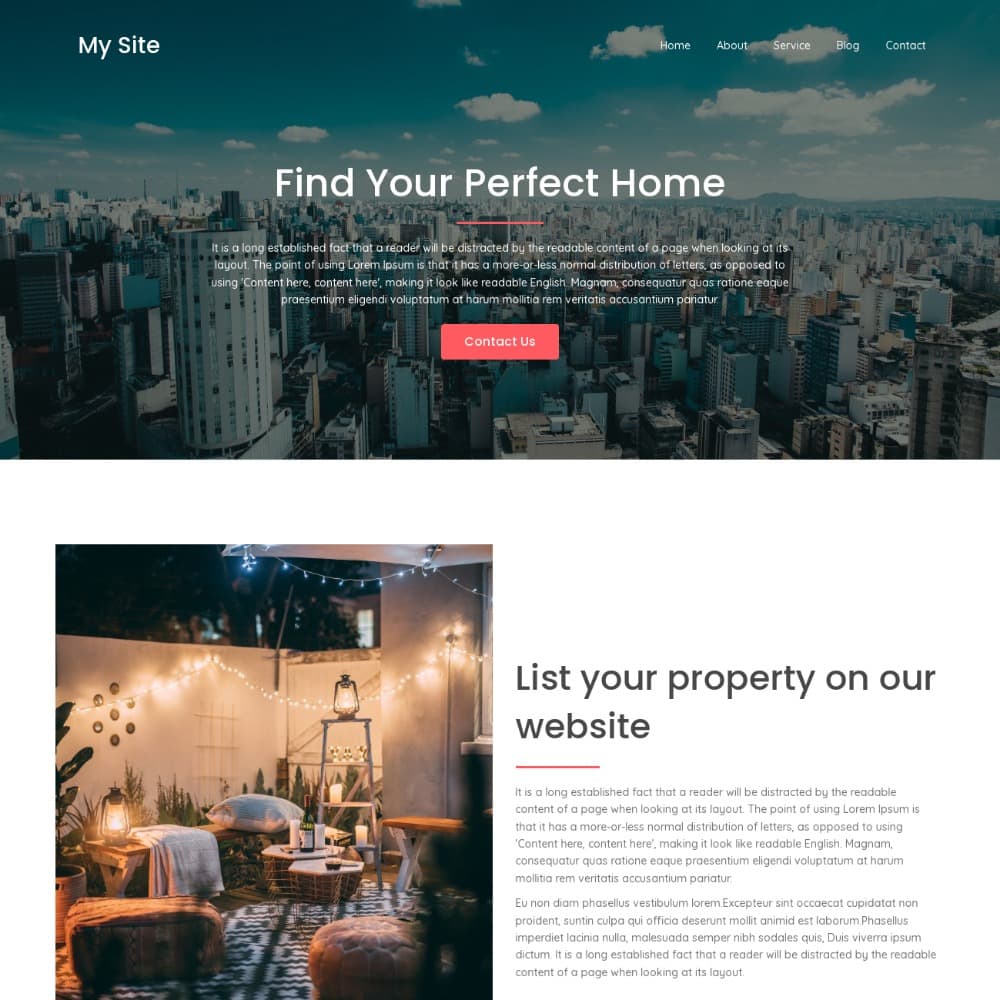 My Site
Home About Service Blog Contact
Find Your Perfect Home
It is a long established fact that a reader will be distracted by the readable content of a page when looking at its
layout. The point of using Lorem Ipsum is that it has a more-or-less normal distribution of letters, as opposed to
using 'Content here, content here', making it look like readable English. Magnam, consequatur quas ratione eaque
praesentium eligendi voluptatum at harum mollitia rem veritatis accusantium pariatur.
Contact Us
List your property on our
website
It is a long established fact that a reader will be distracted by the readable
content of a page when looking at its layout. The point of using Lorem Ipsum is
that it has a more-or-less normal distribution of letters, as opposed to using
'Content here, content here', making it look like readable English. Magnam,
consequatur quas ratione eaque praesentium eligendi voluptatum at harum
mollitia rem veritatis accusantium pariatur.
Eu non diam phasellus vestibulum lorem.Excepteur sint occaecat cupidatat non
proident, suntin culpa qui officia deserunt mollit animid est laborum.Phasellus
imperdiet lacinia nulla, malesuada semper nibh sodales quis, Duis viverra ipsum
dictum. It is a long established fact that a reader will be distracted by the readable
content of a page when looking at its layout.